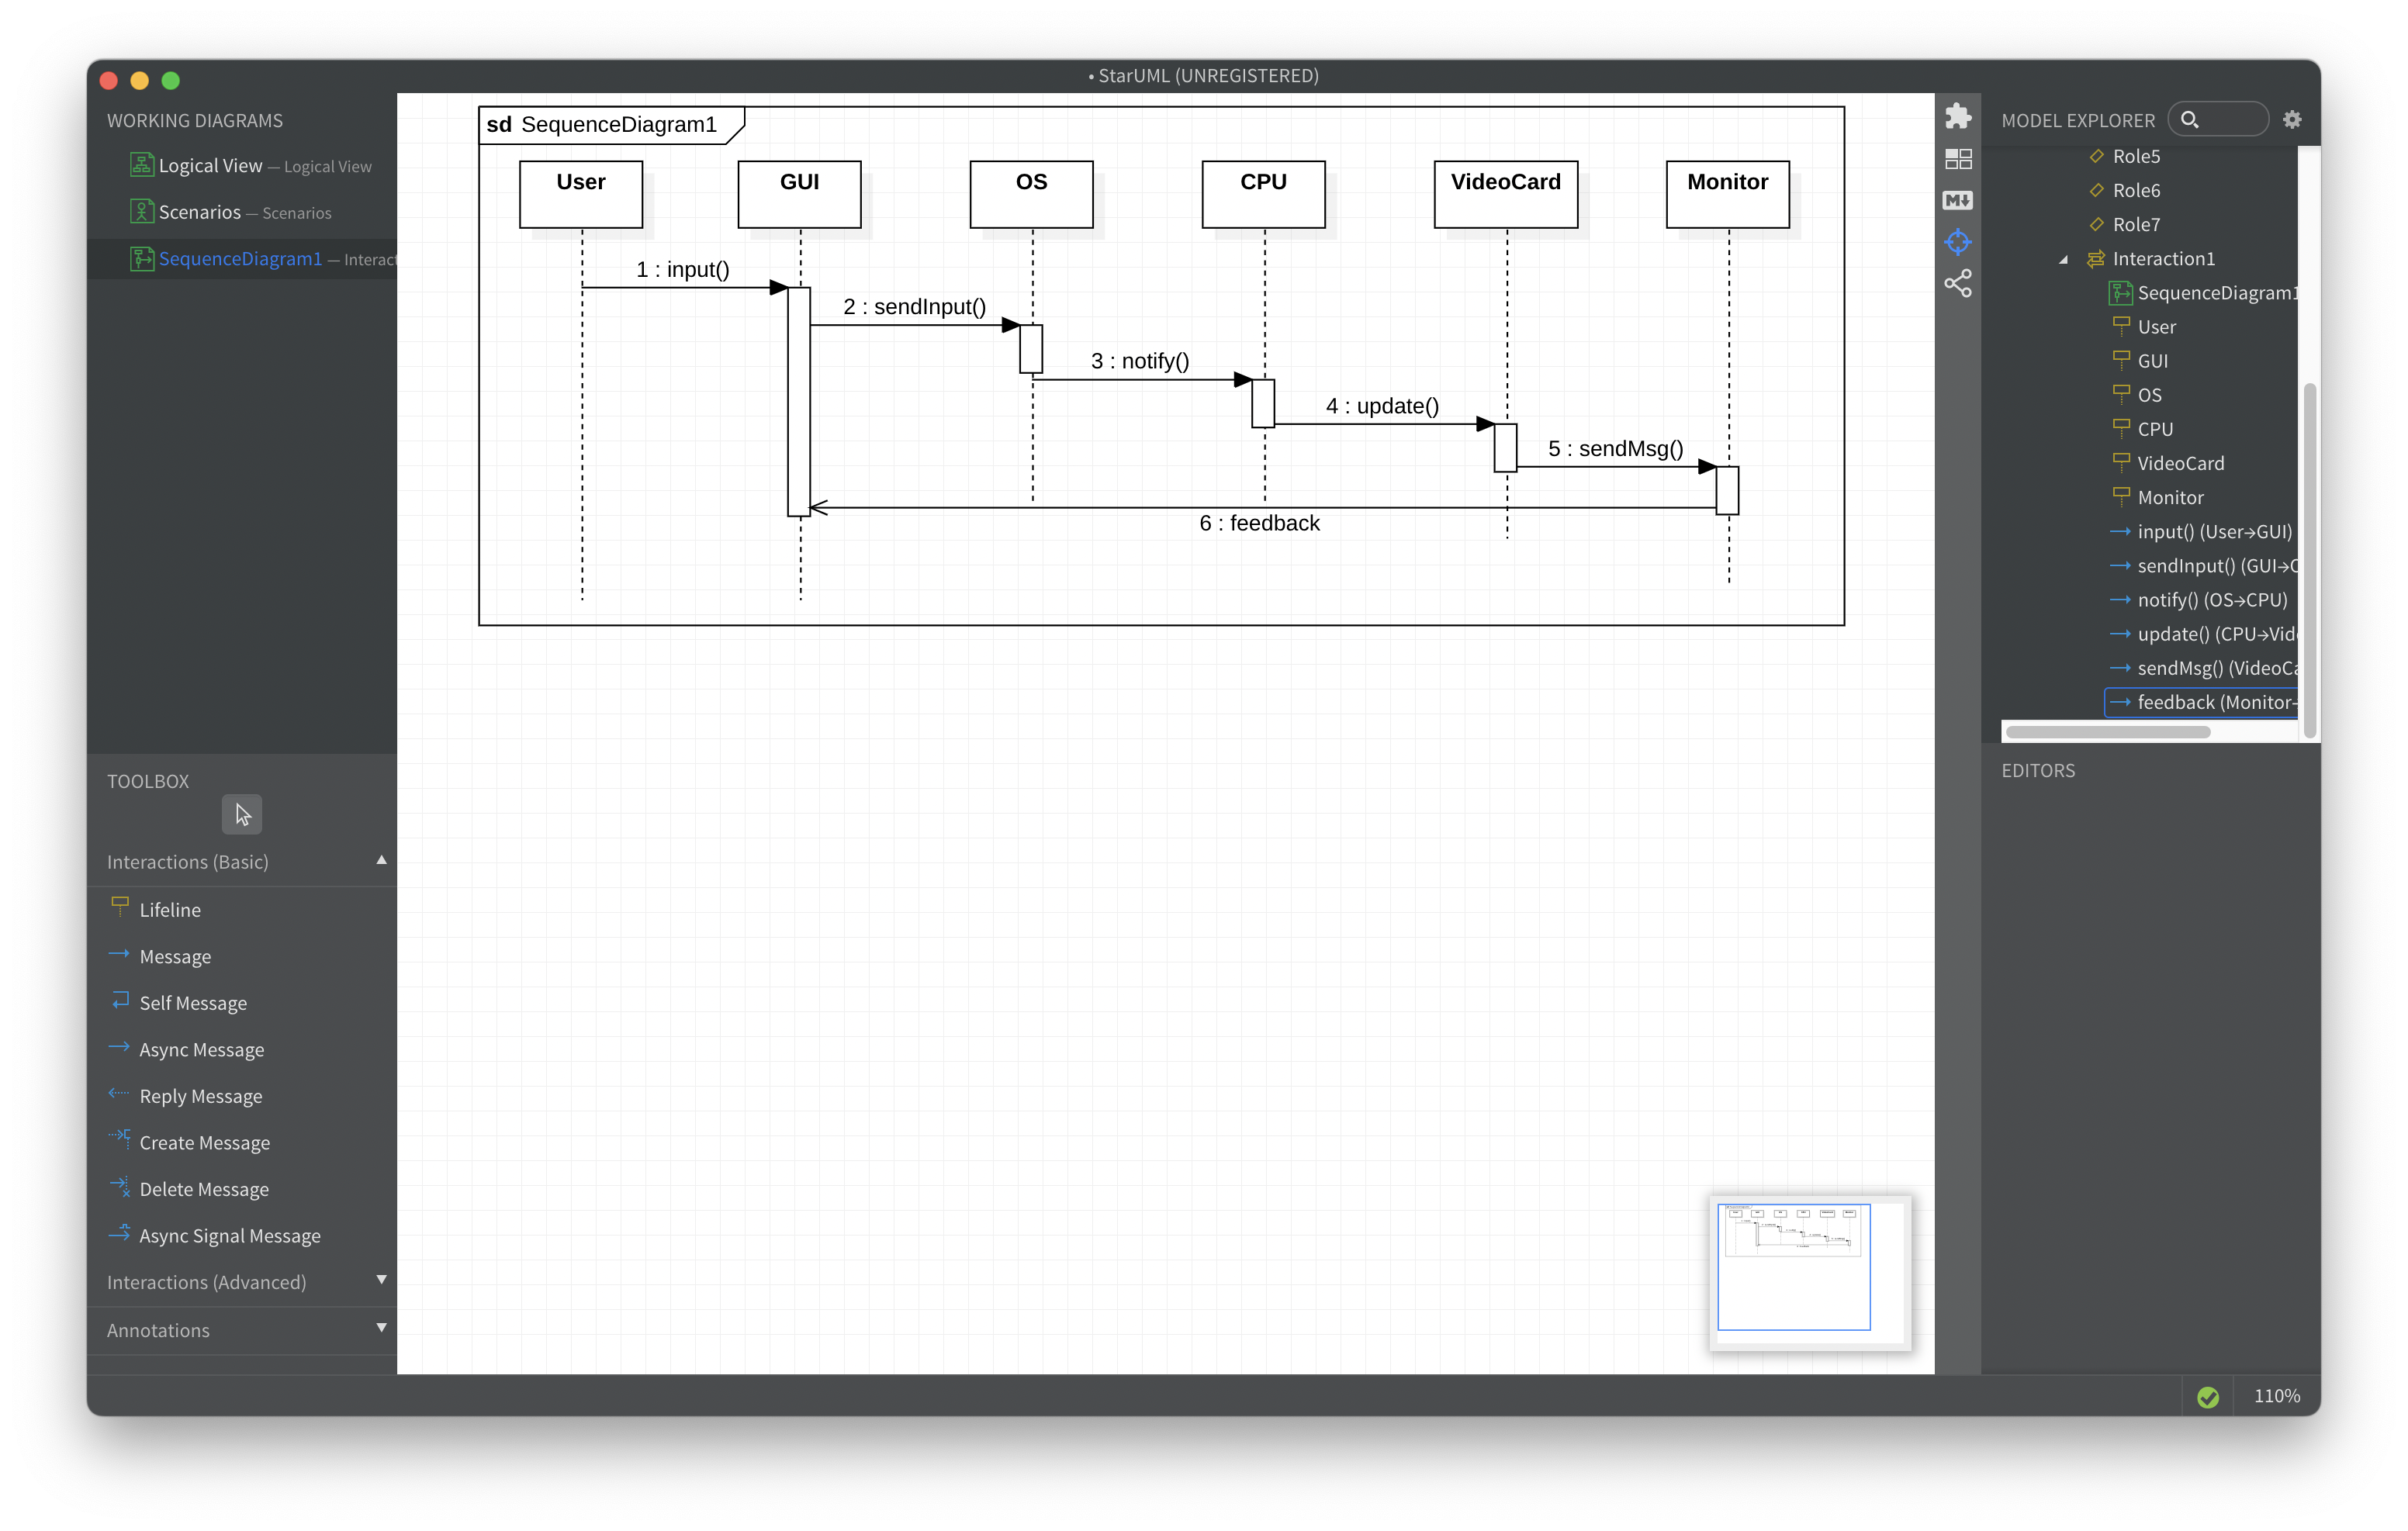 • StarUML (UNREGISTERED)
WORKING DIAGRAMS
Logical View — Logical View
Scenarios — Scenarios
SequenceDiagram1 — Interact
TOOLBOX
Interactions (Basic)
Lifeline
Message
Self Message
Async Message
Reply Message
Create Message
Delete Message
Async Signal Message
Interactions (Advanced)
Annotations
sd SequenceDiagram1
User GUI OS CPU VideoCard Monitor
1 : input()
2 : sendInput()
3 : notify()
4 : update()
5 : sendMsg()
6 : feedback
M↓
MODEL EXPLORER
Role5
Role6
Role7
Interaction1
SequenceDiagram1
User
GUI
OS
CPU
VideoCard
Monitor
input() (User→GUI)
sendInput() (GUI→
notify() (OS→CPU)
update() (CPU→Vid
sendMsg() (VideoCa
feedback (Monitor-
EDITORS
110%